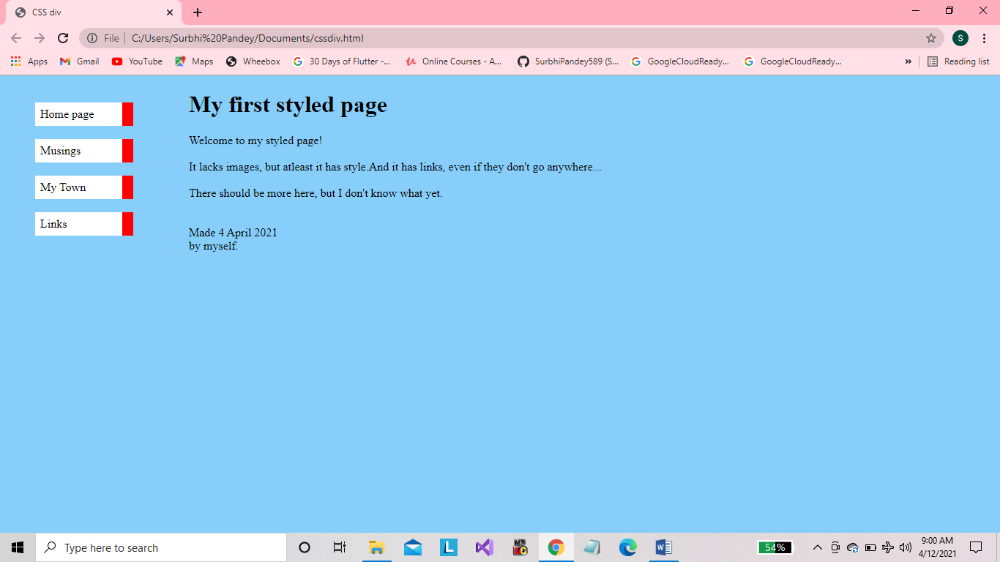 CSS div
File C:/Users/Surbhi%20Pandey/Documents/cssdiv.html S
Apps Gmail YouTube Maps Wheebox 30 Days of Flutter -... Online Courses - A... SurbhiPandey589 (S... GoogleCloudReady... GoogleCloudReady... » Reading list
My first styled page
Home page
Musings
My Town
Links
Welcome to my styled page!
It lacks images, but atleast it has style.And it has links, even if they don't go anywhere...
There should be more here, but I don't know what yet.
Made 4 April 2021
by myself.
Type here to search
54%
9:00 AM
4/12/2021